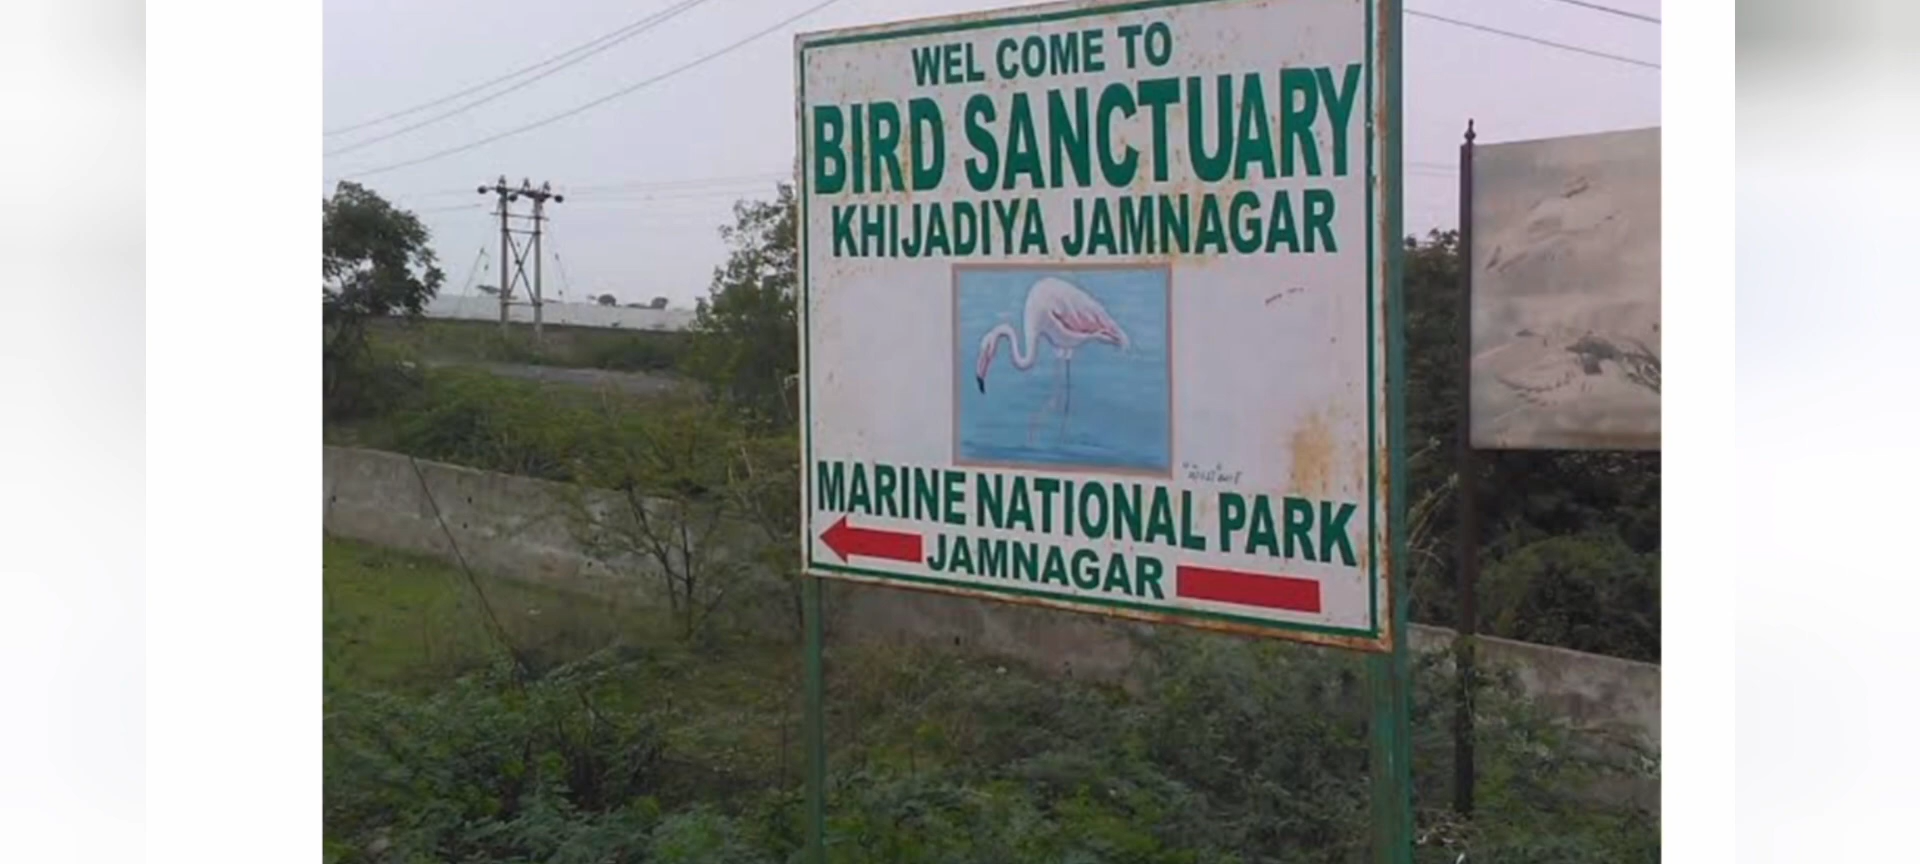 WEL COME TO
BIRD SANCTUARY
KHIJADIYA JAMNAGAR
MARINE NATIONAL PARK
JAMNAGAR